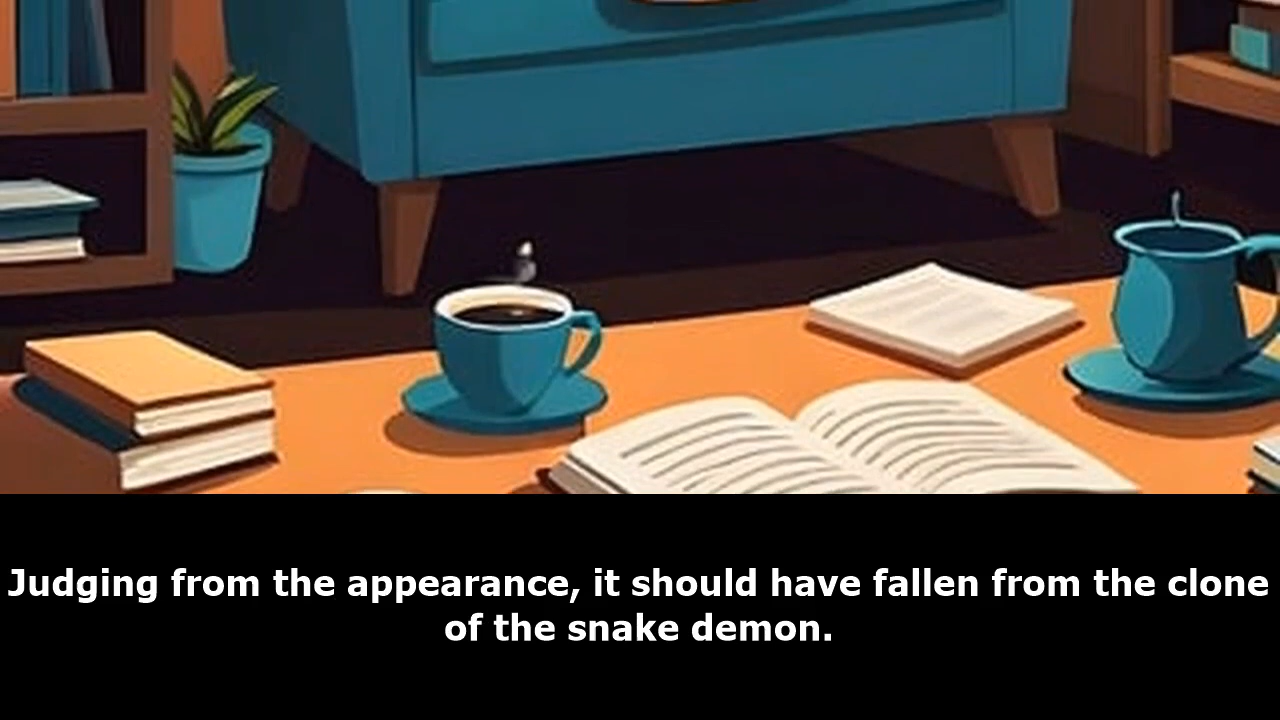 Judging from the appearance, it should have fallen from the clone
of the snake demon.